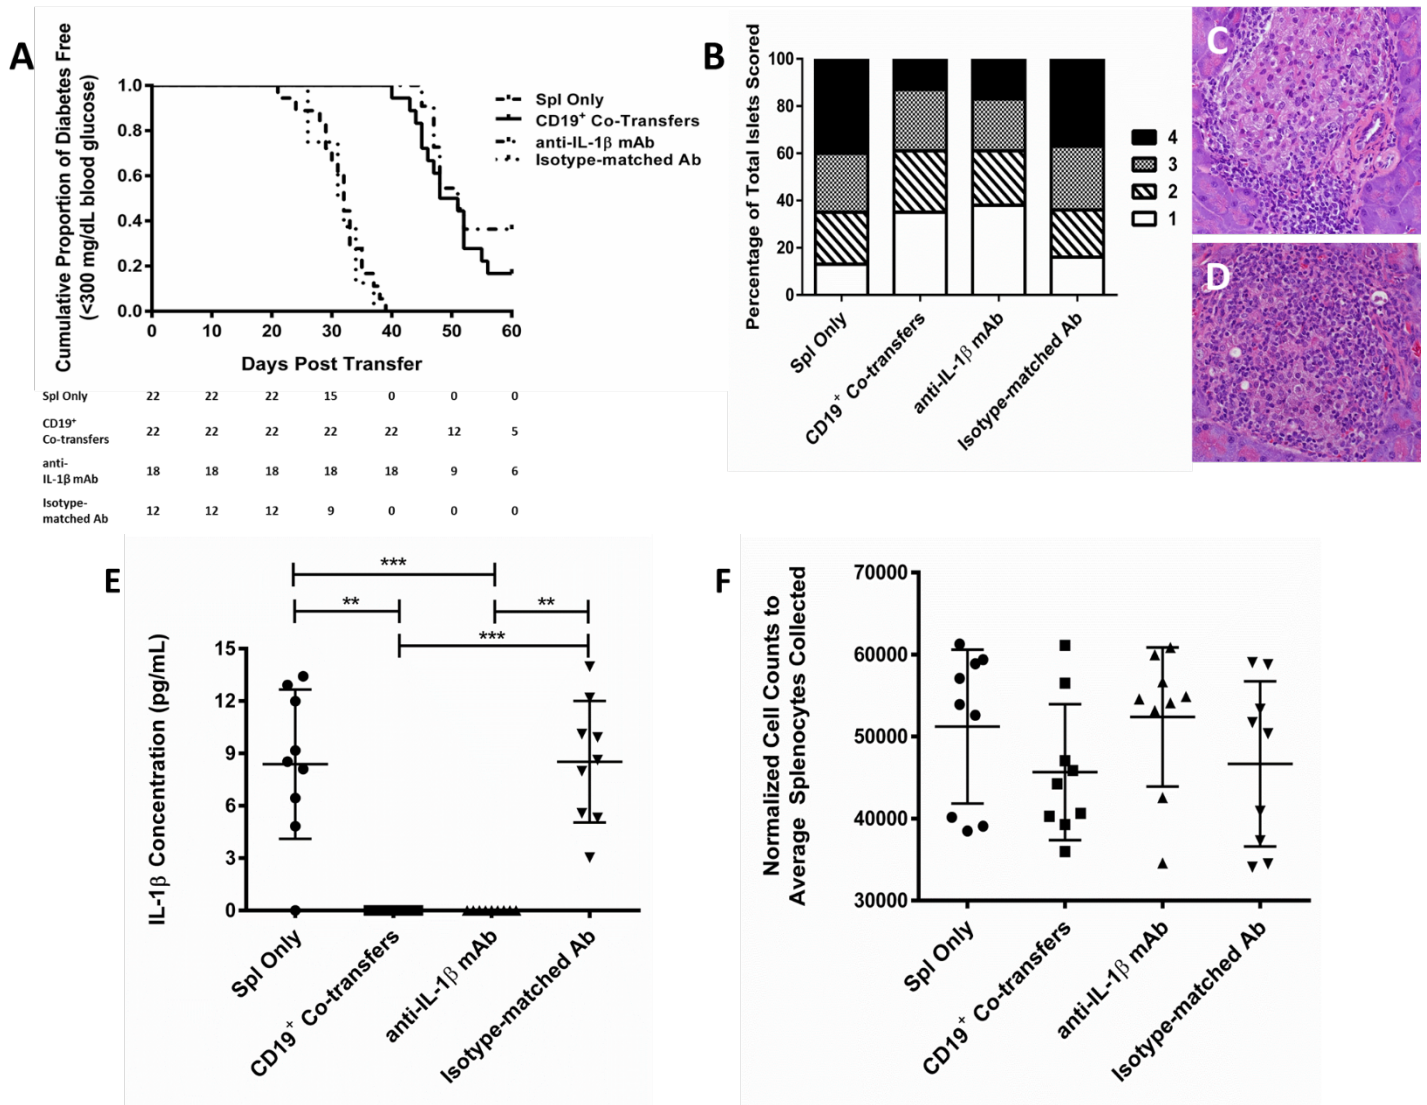 A
Cumulative Proportion of Diabetes Free
(<300 mg/dL blood glucose)
1.0
0.8
0.6
0.4
0.2
0.0
0 10 20 30 40 50 60
Days Post Transfer
Spl Only
CD19+ Co-Transfers
anti-IL-1β mAb
Isotype-matched Ab
Spl Only 22 22 22 15 0 0 0
CD19+
Co-transfers 22 22 22 22 22 12 5
anti-
IL-1β mAb 18 18 18 18 18 9 6
Isotype-
matched Ab 12 12 12 9 0 0 0
B
Percentage of Total Islets Scored
100
80
60
40
20
0
Spl Only
CD19+ Co-transfers
anti-IL-1β mAb
Isotype-matched Ab
4
3
2
1
C
D
E
IL-1β Concentration (pg/mL)
***
** **
***
15
12
9
6
3
0
Spl Only
CD19+ Co-transfers
anti-IL-1β mAb
Isotype-matched Ab
F
Normalized Cell Counts to
Average Splenocytes Collected
70000
60000
50000
40000
30000
Spl Only
CD19+ Co-transfers
anti-IL-1β mAb
Isotype-matched Ab